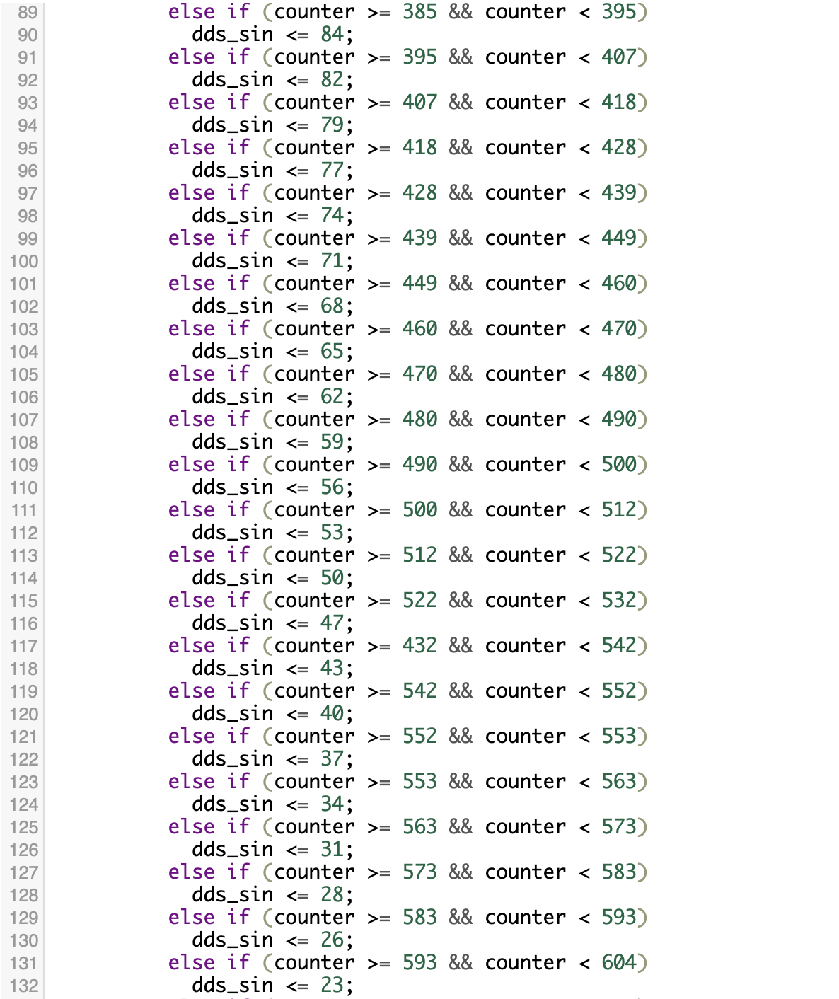 89 else if (counter >= 385 && counter < 395)
90 dds_sin <= 84;
91 else if (counter >= 395 && counter < 407)
92 dds_sin <= 82;
93 else if (counter >= 407 && counter < 418)
94 dds_sin <= 79;
95 else if (counter >= 418 && counter < 428)
96 dds_sin <= 77;
97 else if (counter >= 428 && counter < 439)
98 dds_sin <= 74;
99 else if (counter >= 439 && counter < 449)
100 dds_sin <= 71;
101 else if (counter >= 449 && counter < 460)
102 dds_sin <= 68;
103 else if (counter >= 460 && counter < 470)
104 dds_sin <= 65;
105 else if (counter >= 470 && counter < 480)
106 dds_sin <= 62;
107 else if (counter >= 480 && counter < 490)
108 dds_sin <= 59;
109 else if (counter >= 490 && counter < 500)
110 dds_sin <= 56;
111 else if (counter >= 500 && counter < 512)
112 dds_sin <= 53;
113 else if (counter >= 512 && counter < 522)
114 dds_sin <= 50;
115 else if (counter >= 522 && counter < 532)
116 dds_sin <= 47;
117 else if (counter >= 432 && counter < 542)
118 dds_sin <= 43;
119 else if (counter >= 542 && counter < 552)
120 dds_sin <= 40;
121 else if (counter >= 552 && counter < 553)
122 dds_sin <= 37;
123 else if (counter >= 553 && counter < 563)
124 dds_sin <= 34;
125 else if (counter >= 563 && counter < 573)
126 dds_sin <= 31;
127 else if (counter >= 573 && counter < 583)
128 dds_sin <= 28;
129 else if (counter >= 583 && counter < 593)
130 dds_sin <= 26;
131 else if (counter >= 593 && counter < 604)
132 dds_sin <= 23;